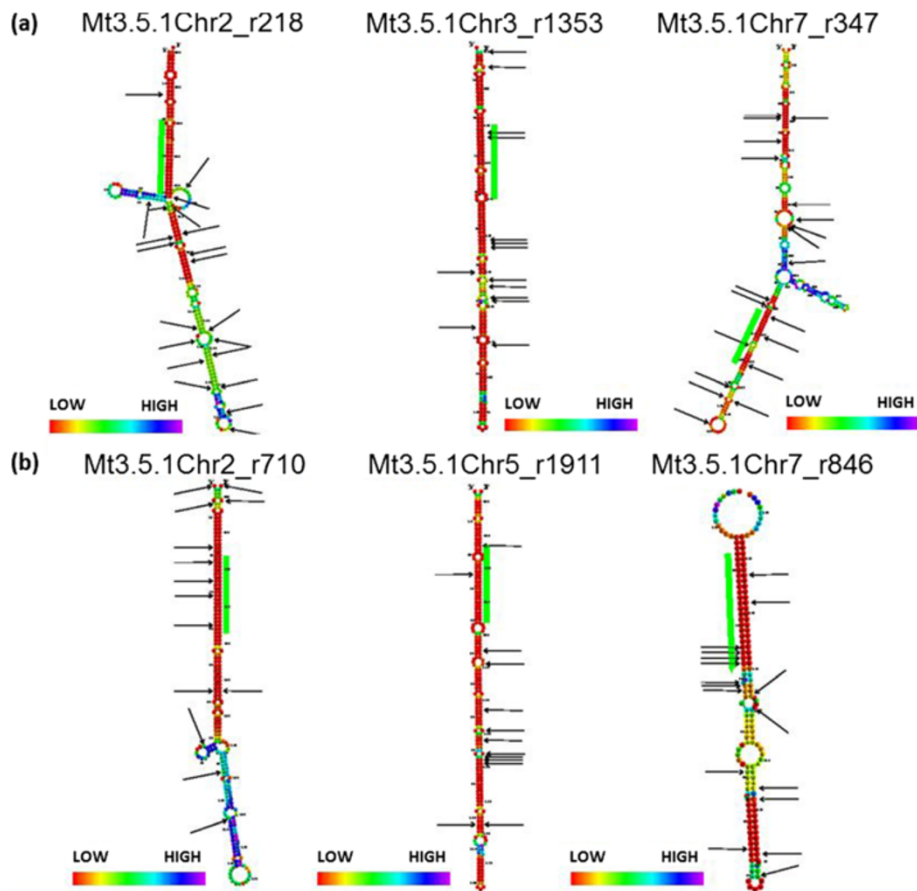 (a) Mt3.5.1Chr2_r218 Mt3.5.1Chr3_r1353 Mt3.5.1Chr7_r347
LOW HIGH LOW HIGH LOW HIGH
(b) Mt3.5.1Chr2_r710 Mt3.5.1Chr5_r1911 Mt3.5.1Chr7_r846
LOW HIGH LOW HIGH LOW HIGH